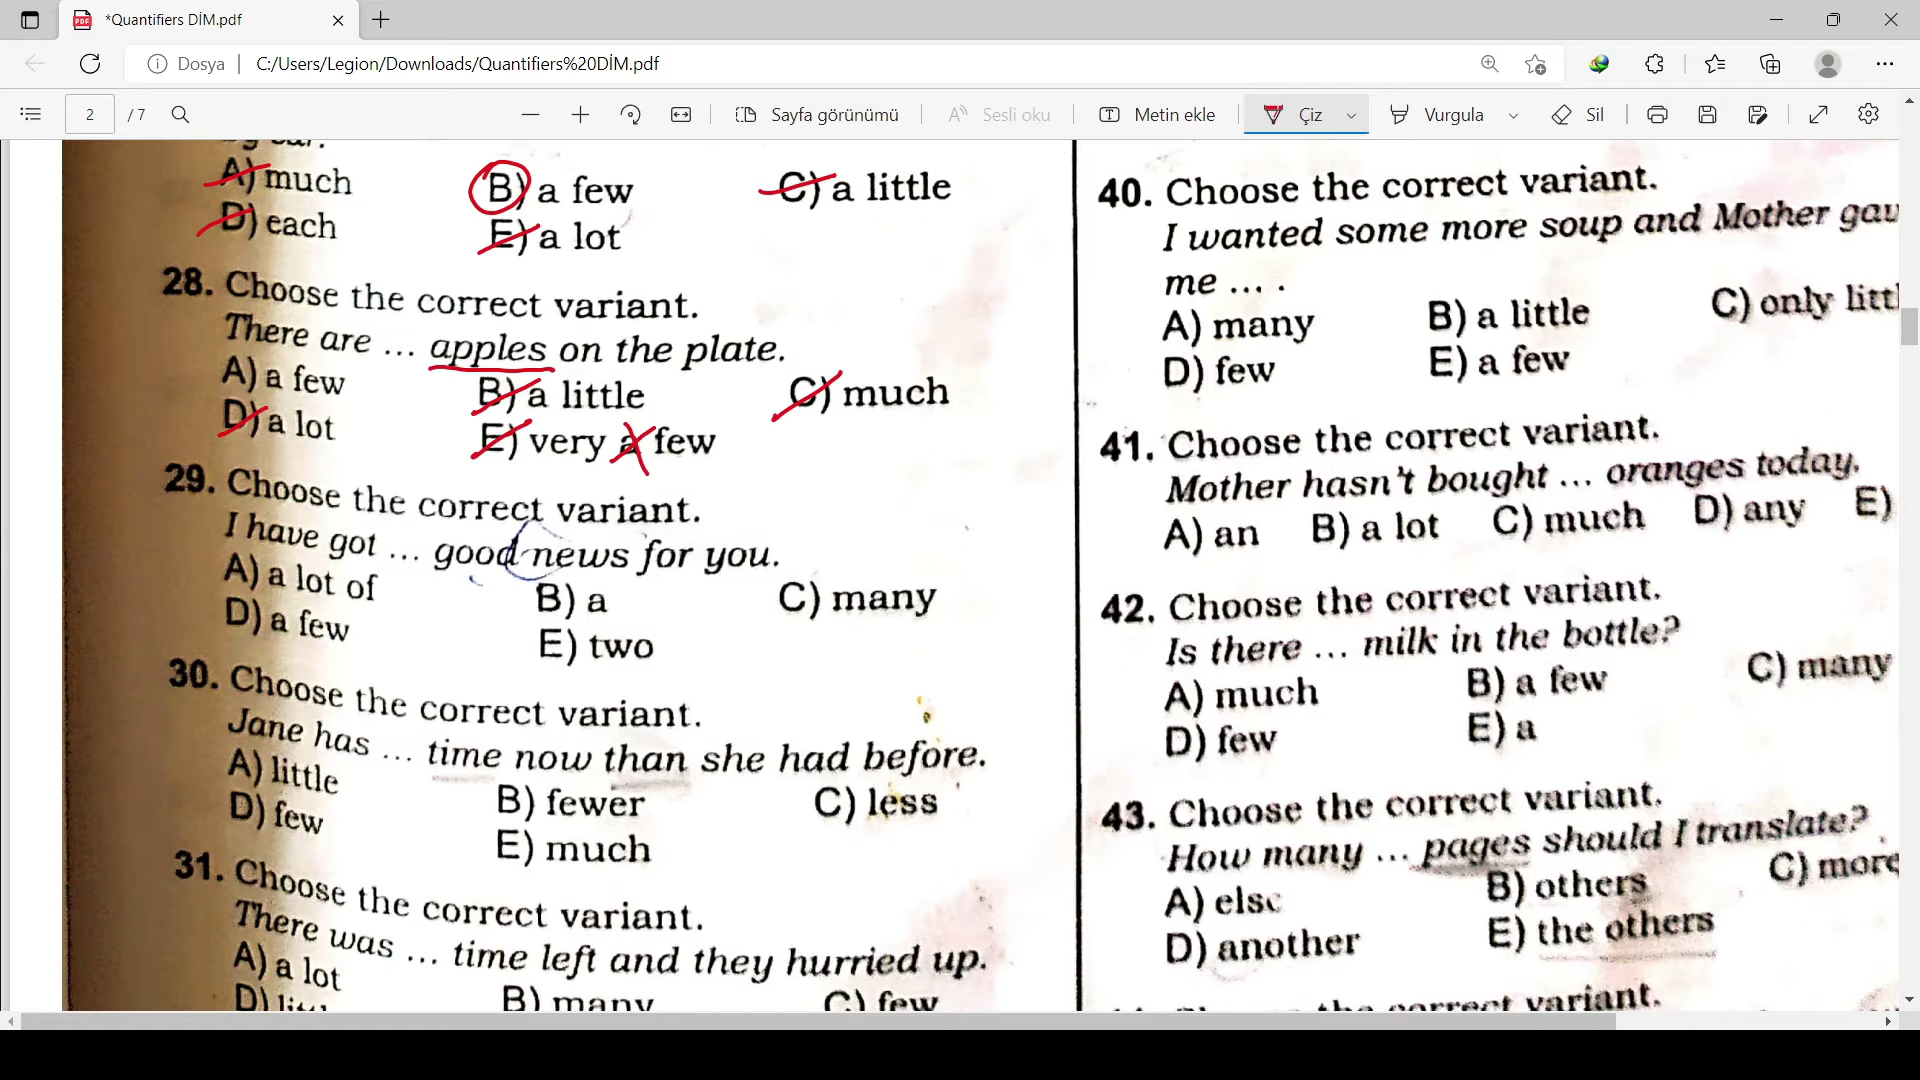 *Quantifiers DİM.pdf
Dosya
C:/Users/Legion/Downloads/Quantifiers%20DİM.pdf
2 / 7
Sayfa görünümü
Sesli oku
Metin ekle
Çiz
Vurgula
Sil
A) much B) a few C) a little
D) each E) a lot
28. Choose the correct variant.
There are ... apples on the plate.
A) a few B) a little C) much
D) a lot E) very a few
29. Choose the correct variant.
I have got ... good news for you.
A) a lot of B) a C) many
D) a few E) two
30. Choose the correct variant.
Jane has ... time now than she had before.
A) little B) fewer C) less
D) few E) much
31. Choose the correct variant.
There was ... time left and they hurried up.
A) a lot B) many C) few
40. Choose the correct variant.
I wanted some more soup and Mother
me ... .
A) many B) a little C) only
D) few E) a few
41. Choose the correct variant.
Mother hasn't bought ... oranges today.
A) an B) a lot C) much D) any E)
42. Choose the correct variant.
Is there ... milk in the bottle?
A) much B) a few C) many
D) few E) a
43. Choose the correct variant.
How many ... pages should I translate?
A) else B) others C) more
D) another E) the others
correct variant.